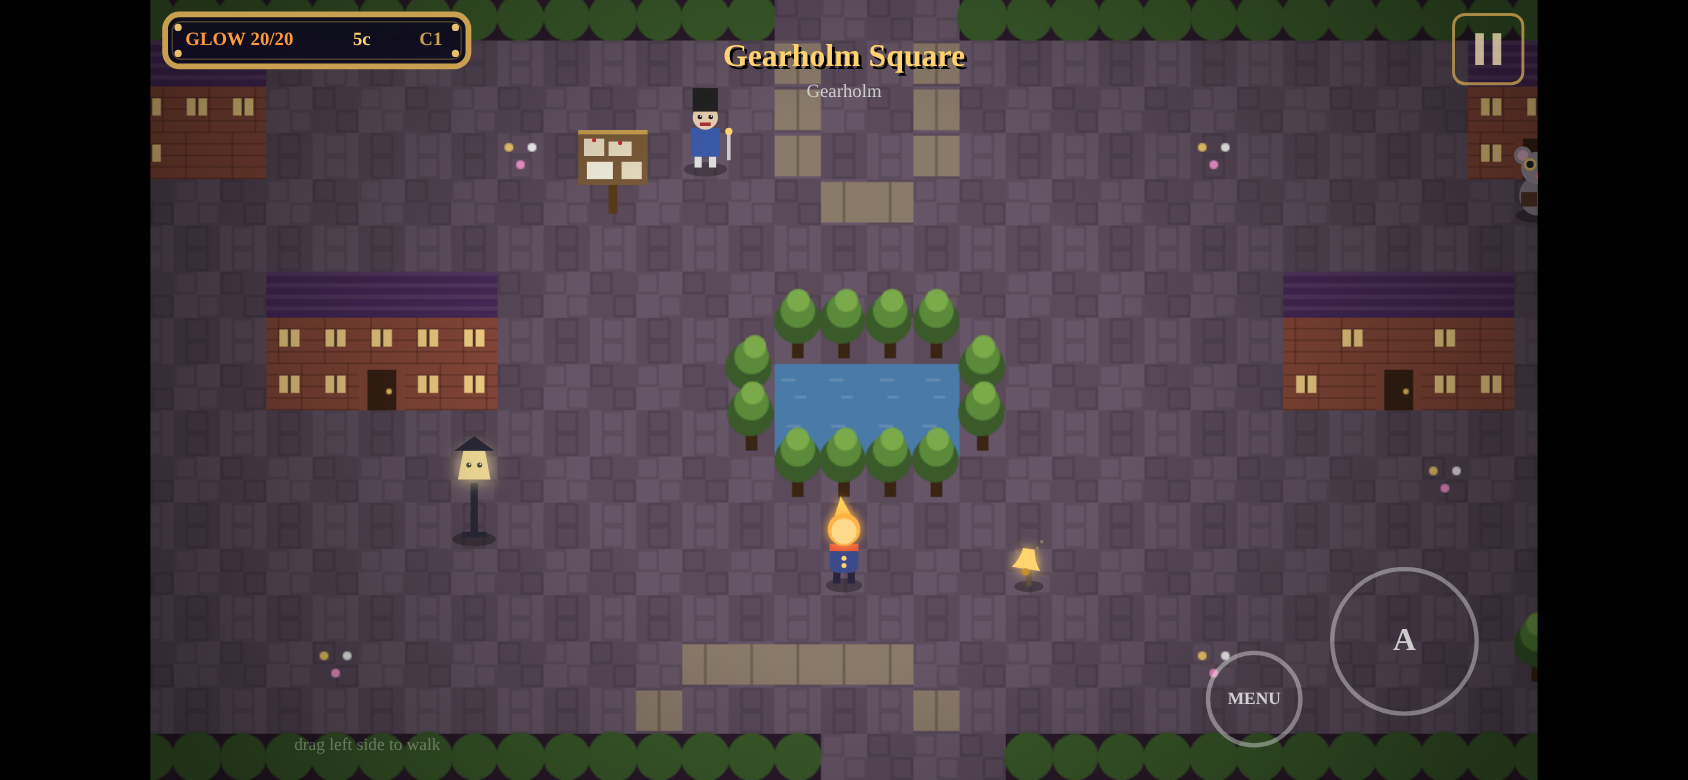 GLOW 20/20 5c C1
Gearholm Square
Gearholm
A
MENU
drag left side to walk